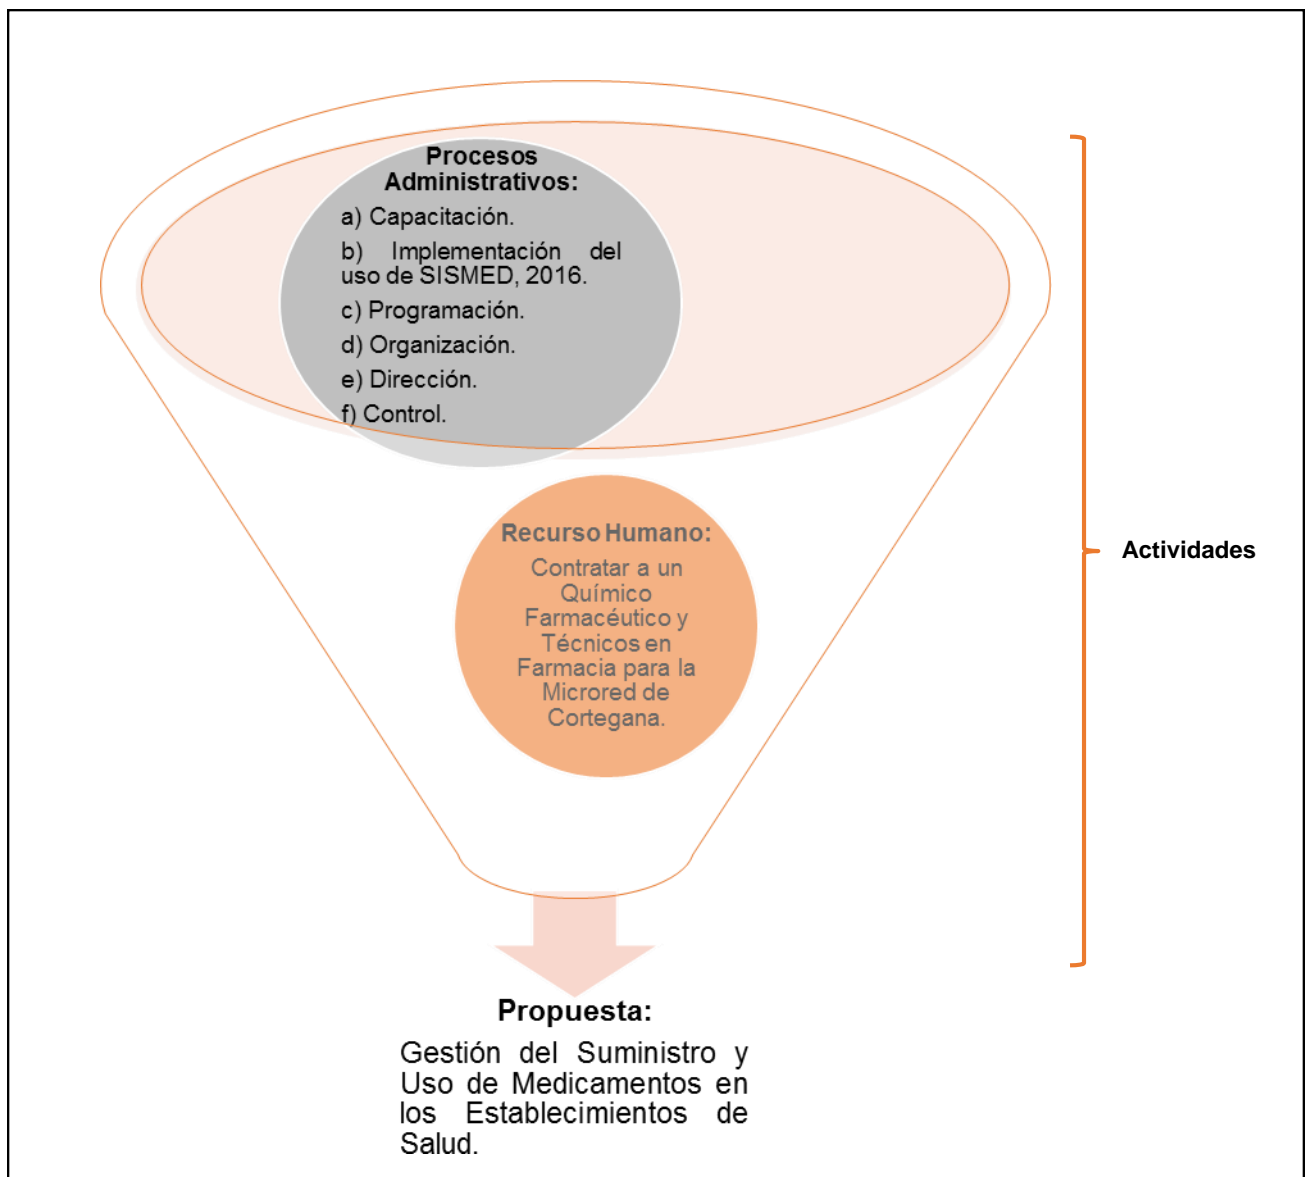 Procesos
Administrativos:
a) Capacitación.
b) Implementación del
uso de SISMED, 2016.
c) Programación.
d) Organización.
e) Dirección.
f) Control.
Recurso Humano:
Contratar a un
Químico
Farmacéutico y
Técnicos en
Farmacia para la
Microred de
Cortegana.
Actividades
Propuesta:
Gestión del Suministro y
Uso de Medicamentos en
los Establecimientos de
Salud.